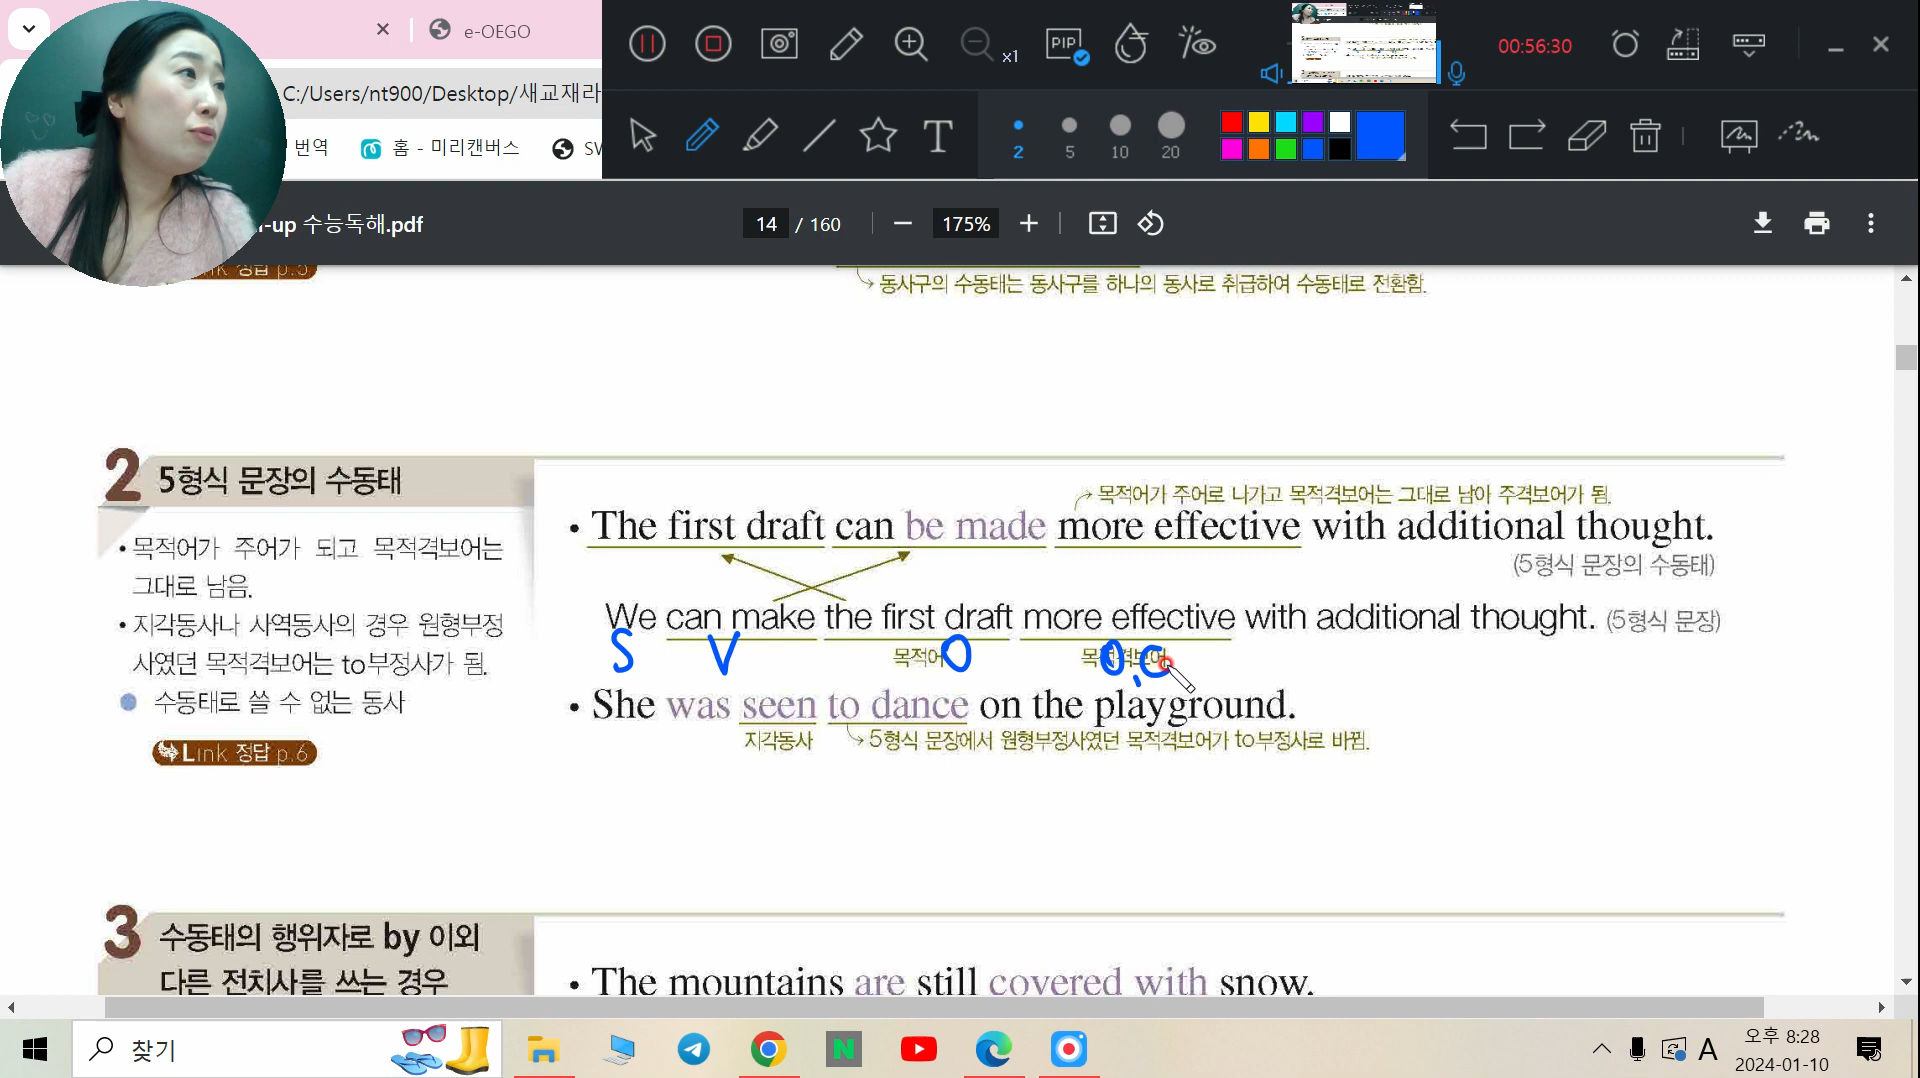 e-OEGO
x1
PIP
00:56:30
C:/Users/nt900/Desktop/새교재라
번역
홈 - 미리캔버스
T
2
5
10
20
-up 수능독해.pdf
14 / 160
175%
동사구의 수동태는 동사구를 하나의 동사로 취급하여 수동태로 전환함.
2 5형식 문장의 수동태
• 목적어가 주어가 되고 목적격보어는
그대로 남음.
• 지각동사나 사역동사의 경우 원형부정
사였던 목적격보어는 to부정사가 됨.
수동태로 쓸 수 없는 동사
Link 정답 p.6
목적어가 주어로 나가고 목적격보어는 그대로 남아 주격보어가 됨.
• The first draft can be made more effective with additional thought.
(5형식 문장의 수동태)
We can make the first draft more effective with additional thought. (5형식 문장)
S V 목적어 O 목적격보어 O.C
• She was seen to dance on the playground.
지각동사
5형식 문장에서 원형부정사였던 목적격보어가 to부정사로 바뀜.
3 수동태의 행위자로 by 이외
다른 전치사를 쓰는 경우
• The mountains are still covered with snow.
찾기
N
A
오후 8:28
2024-01-10